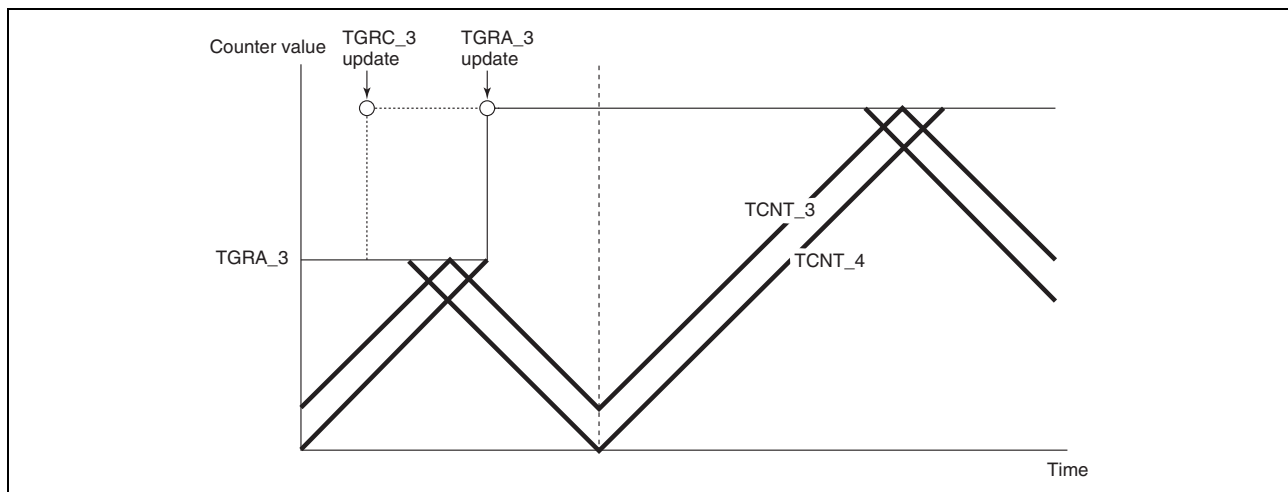 Counter value
TGRC_3
update
TGRA_3
update
TGRA_3
TCNT_3
TCNT_4
Time